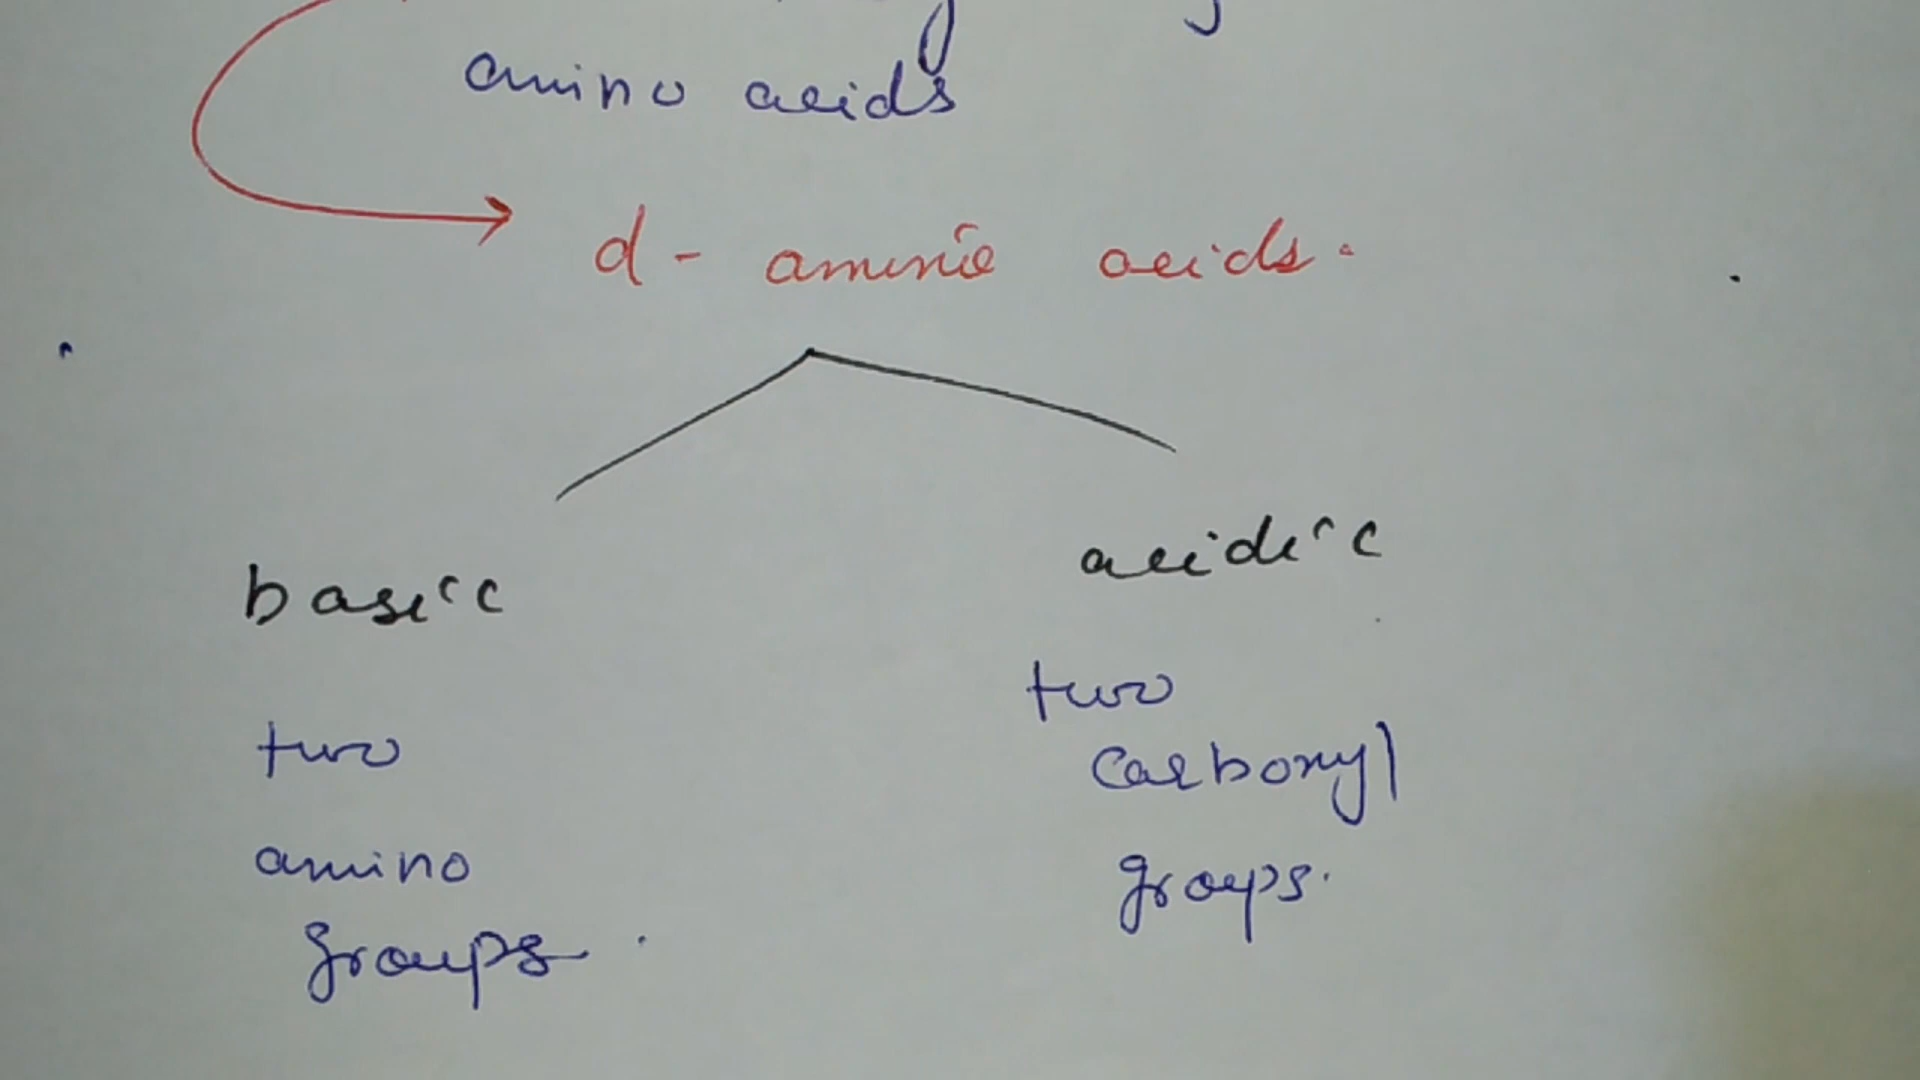 amino acids
d - amino acids.
basic
acidic
two
amino
groups.
two
carbonyl
groups.